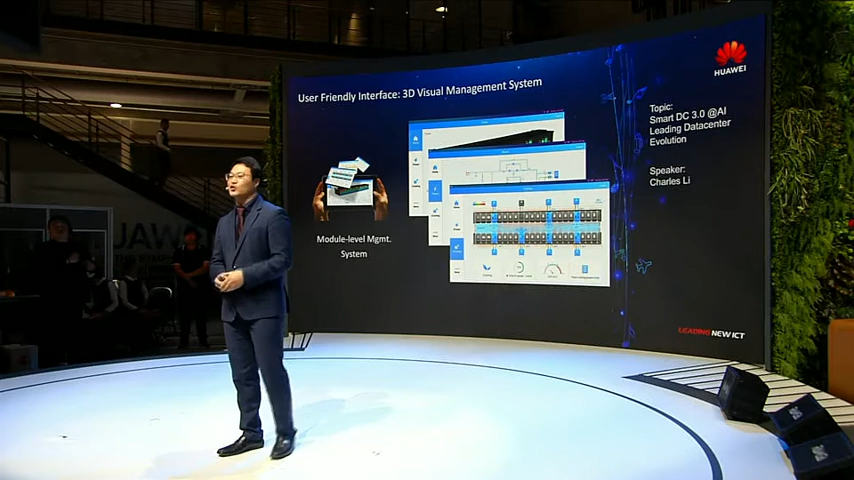 User Friendly Interface: 3D Visual Management System
HUAWEI
Topic:
Smart DC 3.0 @AI
Leading Datacenter
Evolution
Speaker:
Charles Li
Module-level Mgmt.
System
LEADING NEW ICT